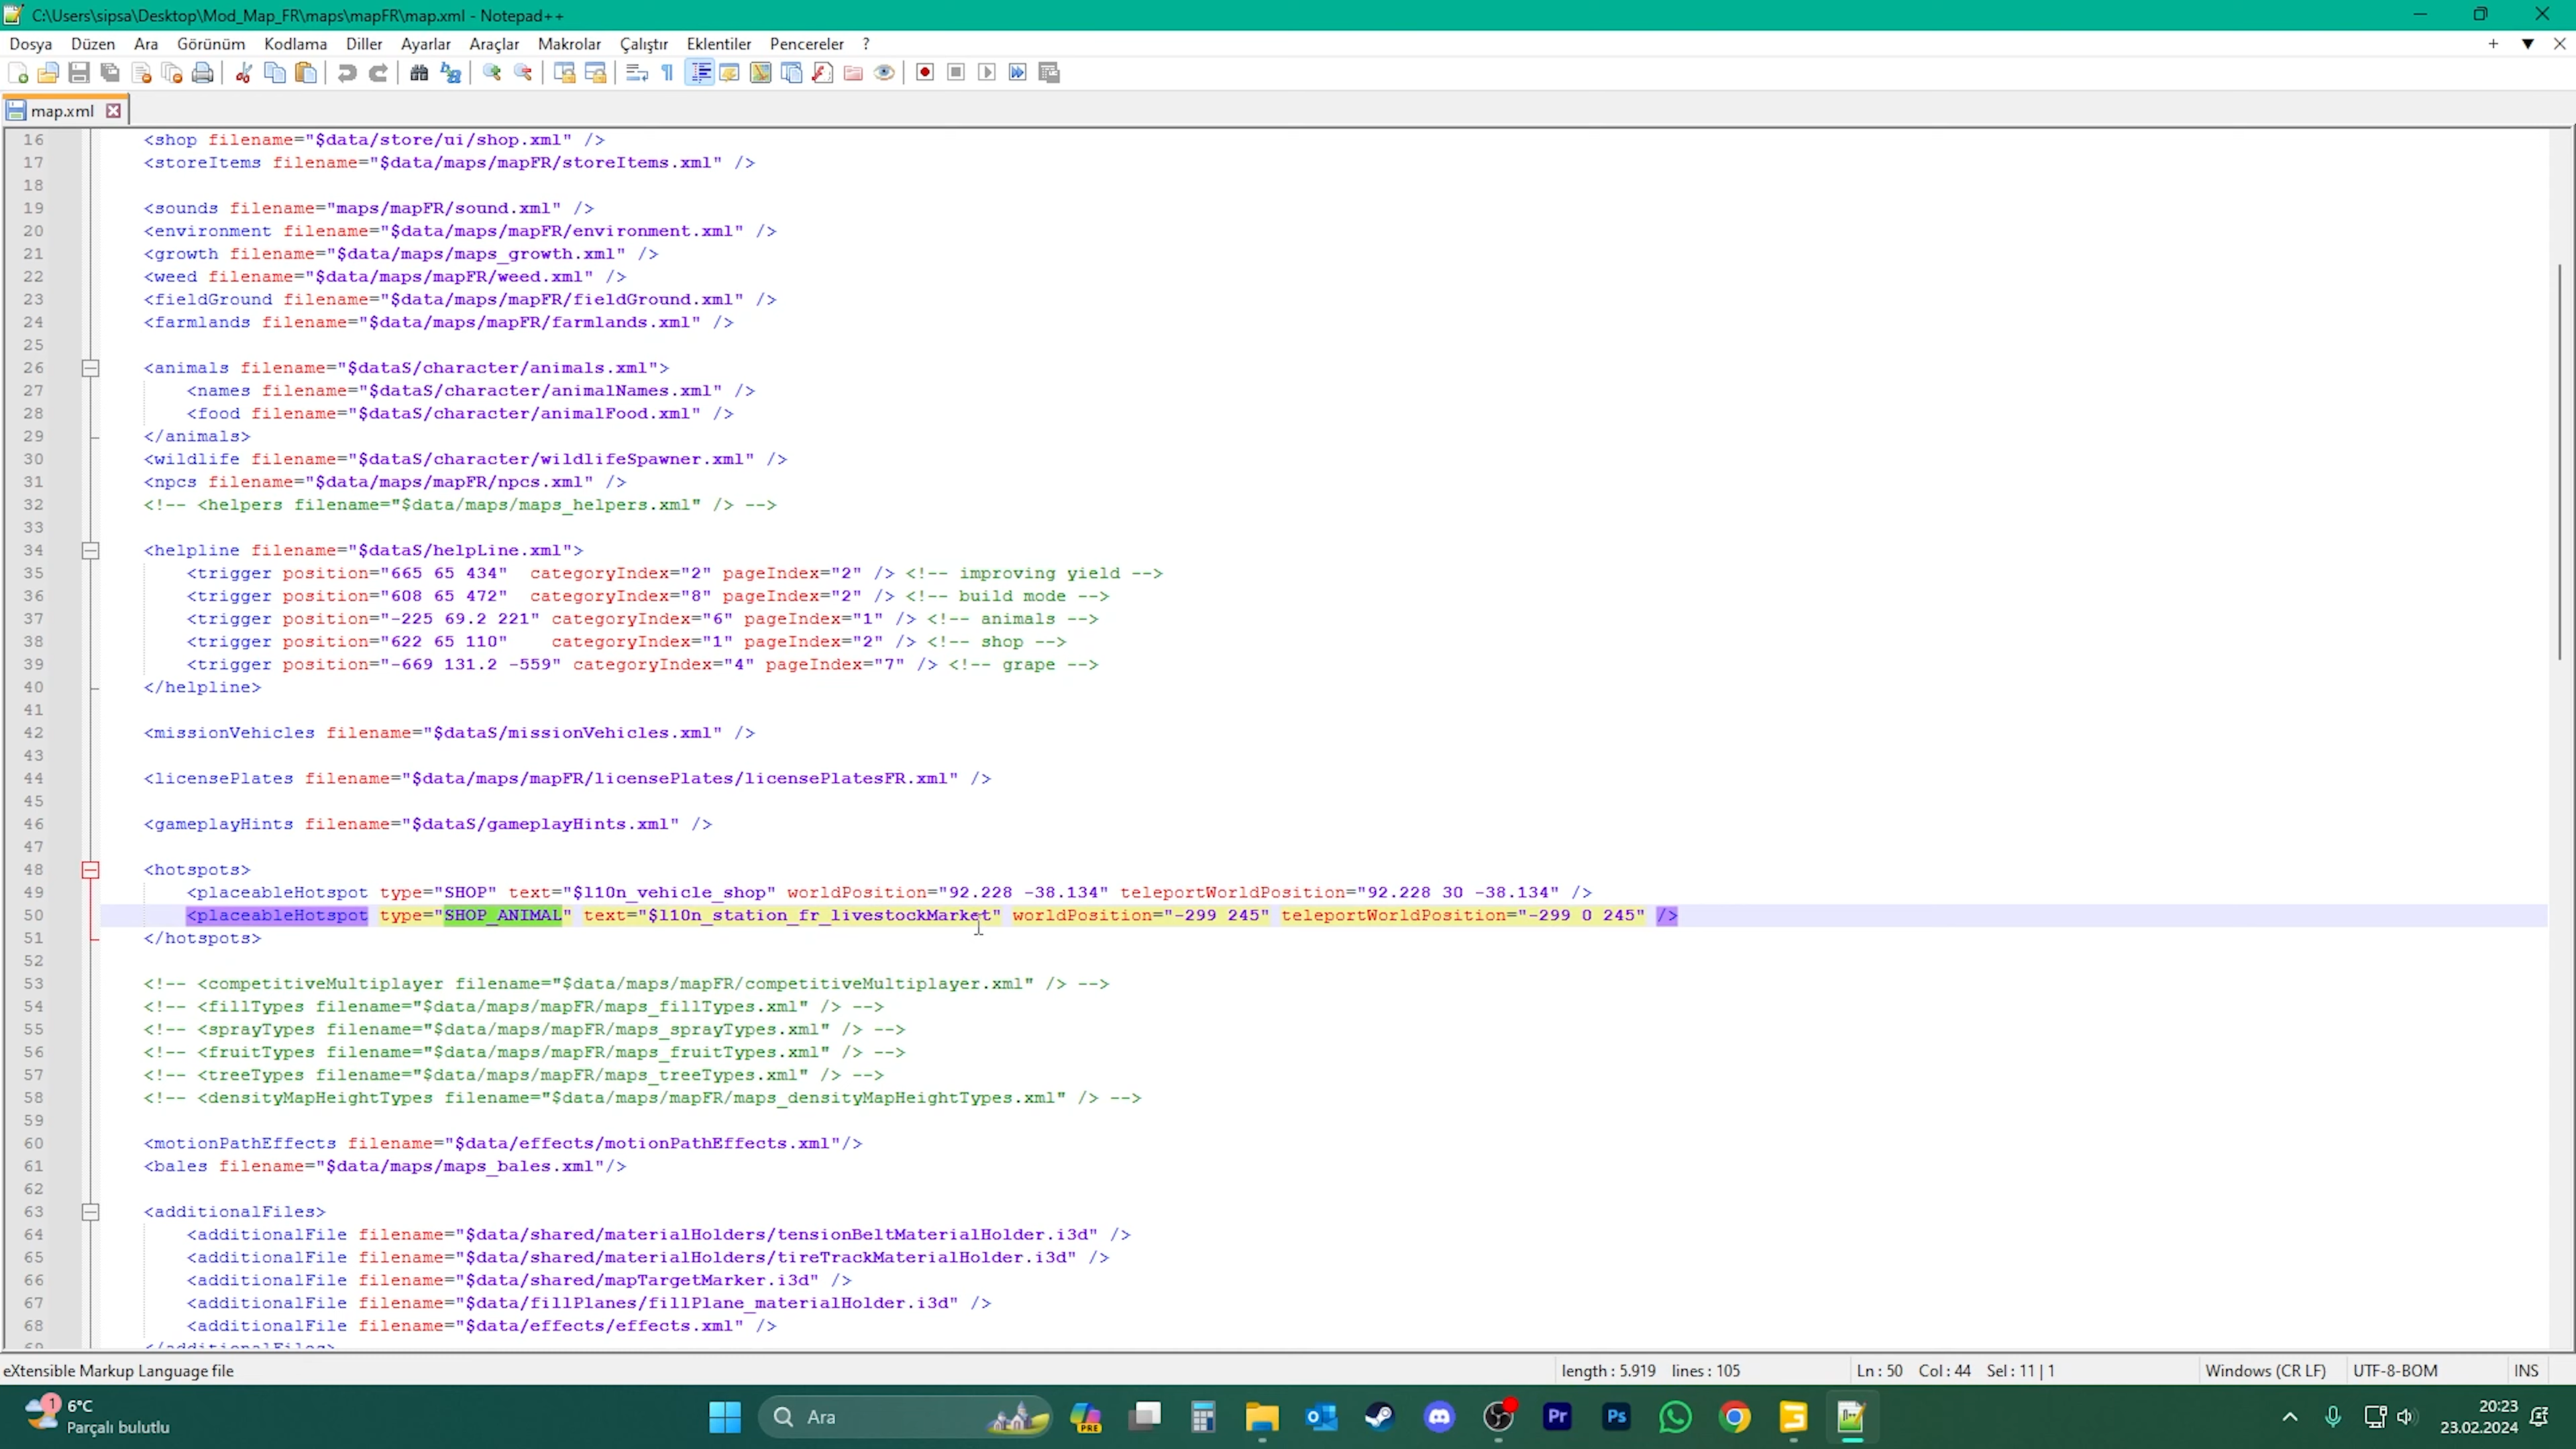 C:\Users\sipsa\Desktop\Mod_Map_FR\maps\mapFR\map.xml - Notepad++
Dosya Düzen Ara Görünüm Kodlama Diller Ayarlar Araçlar Makrolar Çalıştır Eklentiler Pencereler ?
map.xml
16 <shop filename="$data/store/ui/shop.xml" />
17 <storeItems filename="$data/maps/mapFR/storeItems.xml" />
18
19 <sounds filename="maps/mapFR/sound.xml" />
20 <environment filename="$data/maps/mapFR/environment.xml" />
21 <growth filename="$data/maps/maps_growth.xml" />
22 <weed filename="$data/maps/mapFR/weed.xml" />
23 <fieldGround filename="$data/maps/mapFR/fieldGround.xml" />
24 <farmlands filename="$data/maps/mapFR/farmlands.xml" />
25
26 <animals filename="$dataS/character/animals.xml">
27 <names filename="$dataS/character/animalNames.xml" />
28 <food filename="$dataS/character/animalFood.xml" />
29 </animals>
30 <wildlife filename="$dataS/character/wildlifeSpawner.xml" />
31 <npcs filename="$data/maps/mapFR/npcs.xml" />
32 <!-- <helpers filename="$data/maps/maps_helpers.xml" /> -->
33
34 <helpline filename="$dataS/helpLine.xml">
35 <trigger position="665 65 434" categoryIndex="2" pageIndex="2" /> <!-- improving yield -->
36 <trigger position="608 65 472" categoryIndex="8" pageIndex="2" /> <!-- build mode -->
37 <trigger position="-225 69.2 221" categoryIndex="6" pageIndex="1" /> <!-- animals -->
38 <trigger position="622 65 110" categoryIndex="1" pageIndex="2" /> <!-- shop -->
39 <trigger position="-669 131.2 -559" categoryIndex="4" pageIndex="7" /> <!-- grape -->
40 </helpline>
41
42 <missionVehicles filename="$dataS/missionVehicles.xml" />
43
44 <licensePlates filename="$data/maps/mapFR/licensePlates/licensePlatesFR.xml" />
45
46 <gameplayHints filename="$dataS/gameplayHints.xml" />
47
48 <hotspots>
49 <placeableHotspot type="SHOP" text="$l10n_vehicle_shop" worldPosition="92.228 -38.134" teleportWorldPosition="92.228 30 -38.134" />
50 <placeableHotspot type="SHOP_ANIMAL" text="$l10n_station_fr_livestockMarket" worldPosition="-299 245" teleportWorldPosition="-299 0 245" />
51 </hotspots>
52
53 <!-- <competitiveMultiplayer filename="$data/maps/mapFR/competitiveMultiplayer.xml" /> -->
54 <!-- <fillTypes filename="$data/maps/mapFR/maps_fillTypes.xml" /> -->
55 <!-- <sprayTypes filename="$data/maps/mapFR/maps_sprayTypes.xml" /> -->
56 <!-- <fruitTypes filename="$data/maps/mapFR/maps_fruitTypes.xml" /> -->
57 <!-- <treeTypes filename="$data/maps/mapFR/maps_treeTypes.xml" /> -->
58 <!-- <densityMapHeightTypes filename="$data/maps/mapFR/maps_densityMapHeightTypes.xml" /> -->
59
60 <motionPathEffects filename="$data/effects/motionPathEffects.xml"/>
61 <bales filename="$data/maps/maps_bales.xml"/>
62
63 <additionalFiles>
64 <additionalFile filename="$data/shared/materialHolders/tensionBeltMaterialHolder.i3d" />
65 <additionalFile filename="$data/shared/materialHolders/tireTrackMaterialHolder.i3d" />
66 <additionalFile filename="$data/shared/mapTargetMarker.i3d" />
67 <additionalFile filename="$data/fillPlanes/fillPlane_materialHolder.i3d" />
68 <additionalFile filename="$data/effects/effects.xml" />
69 </additionalFiles>
eXtensible Markup Language file length : 5.919 lines : 105 Ln : 50 Col : 44 Sel : 11 | 1 Windows (CR LF) UTF-8-BOM INS
1 6°C
Parçalı bulutlu
Ara
PRE
Pr
Ps
20:23
23.02.2024